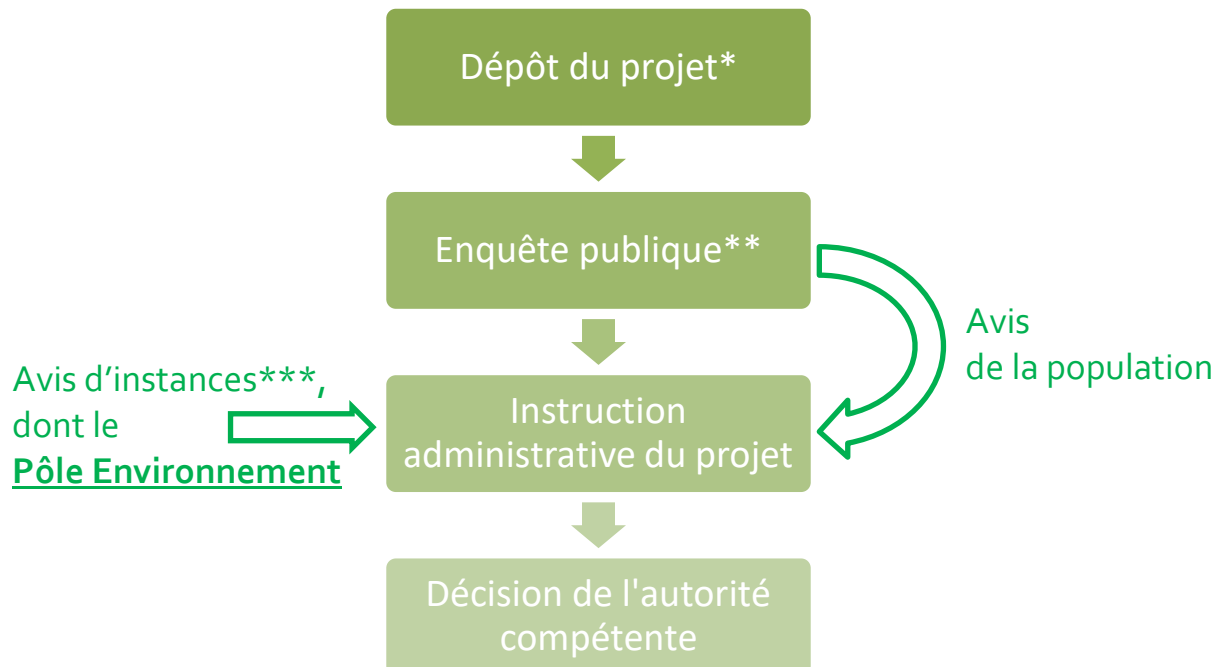 Dépôt du projet*
Enquête publique**
Avis
de la population
Avis d’instances***,
dont le
Pôle Environnement
Instruction
administrative du projet
Décision de l'autorité
compétente